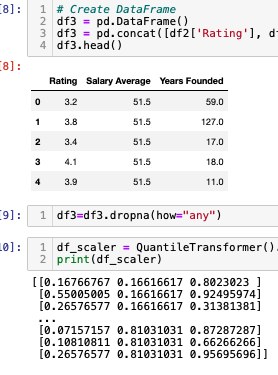 [8]:
1 # Create DataFrame
2 df3 = pd.DataFrame()
3 df3 = pd.concat([df2['Rating'],
4 df3.head()
[8]:
Rating Salary Average Years Founded
0 3.2 51.5 59.0
1 3.8 51.5 127.0
2 3.4 51.5 17.0
3 4.1 51.5 18.0
4 3.9 51.5 11.0
[9]: 1 df3=df3.dropna(how="any")
10]: 1 df_scaler = QuantileTransformer().
2 print(df_scaler)
[[0.16766767 0.16616617 0.8023023 ]
[0.55005005 0.16616617 0.92494974]
[0.26576577 0.16616617 0.31381381]
...
[0.07157157 0.81031031 0.87287287]
[0.10810811 0.81031031 0.66266266]
[0.26576577 0.81031031 0.95695696]]